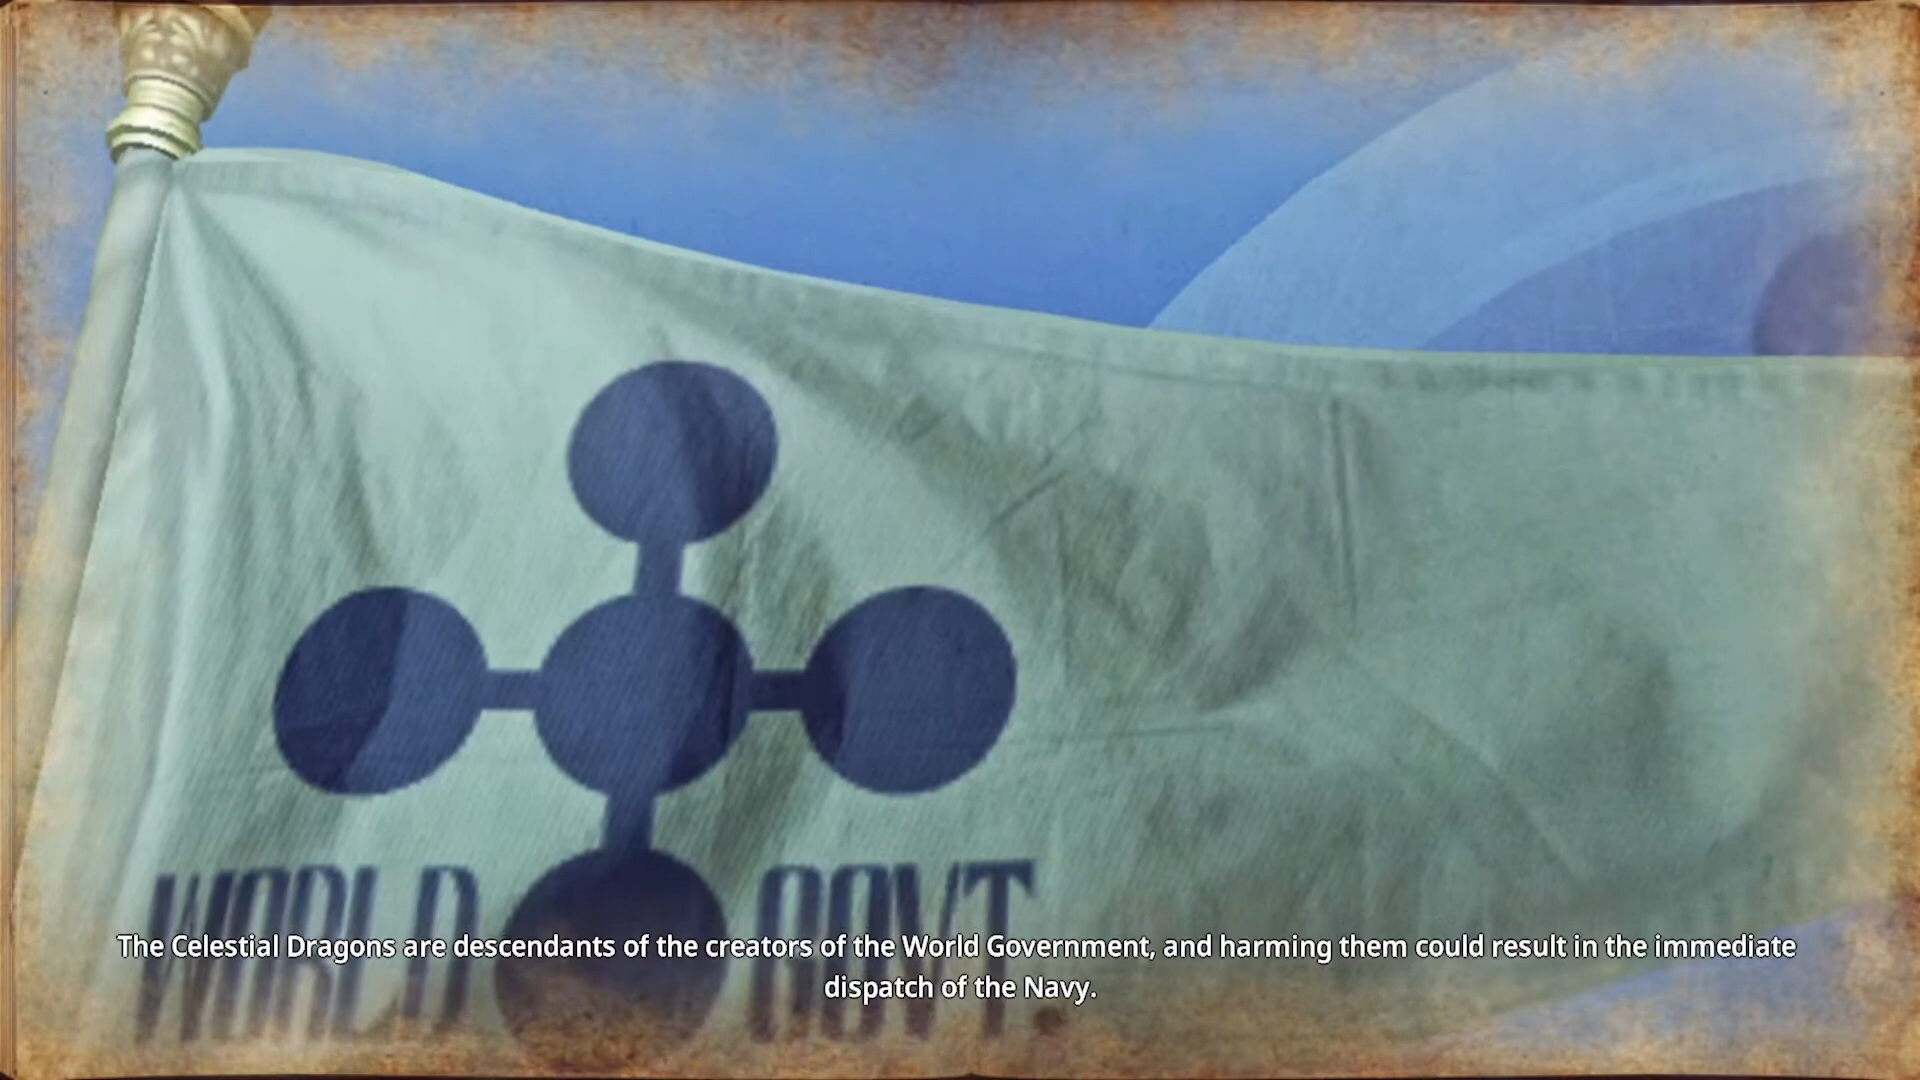 WORLD GOVT.
The Celestial Dragons are descendants of the creators of the World Government, and harming them could result in the immediate
dispatch of the Navy.